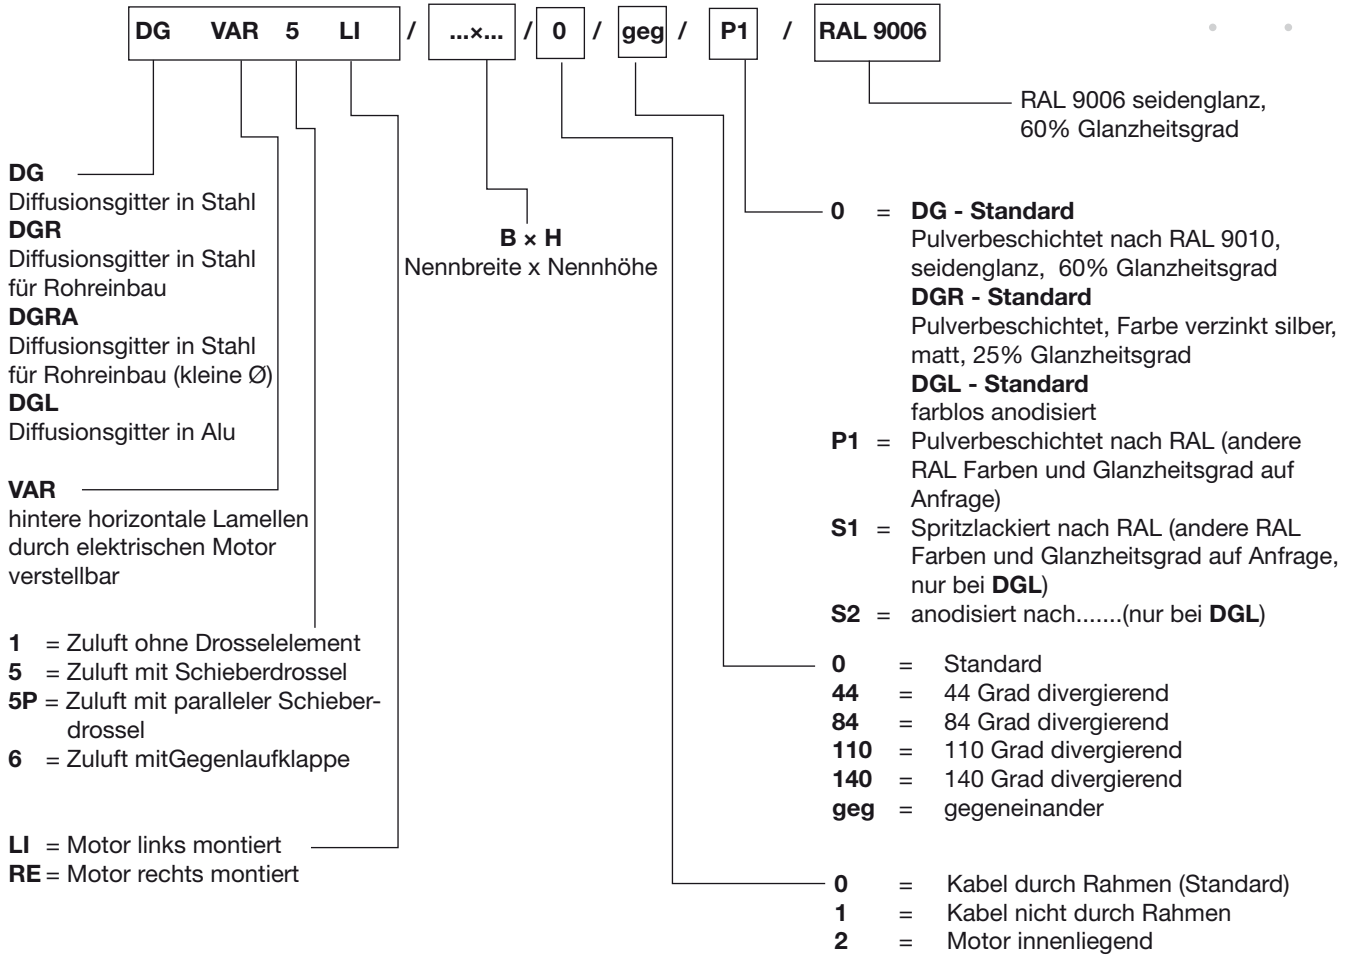 DG VAR 5 LI / ...×... / 0 / geg / P1 / RAL 9006
RAL 9006 seidenglanz,
60% Glanzheitsgrad
DG
Diffusionsgitter in Stahl
DGR
Diffusionsgitter in Stahl
für Rohreinbau
DGRA
Diffusionsgitter in Stahl
für Rohreinbau (kleine Ø)
DGL
Diffusionsgitter in Alu
VAR
hintere horizontale Lamellen
durch elektrischen Motor
verstellbar
1 = Zuluft ohne Drosselelement
5 = Zuluft mit Schieberdrossel
5P = Zuluft mit paralleler Schieber-
drossel
6 = Zuluft mitGegenlaufklappe
LI = Motor links montiert
RE = Motor rechts montiert
B × H
Nennbreite x Nennhöhe
0 = DG - Standard
Pulverbeschichtet nach RAL 9010,
seidenglanz, 60% Glanzheitsgrad
DGR - Standard
Pulverbeschichtet, Farbe verzinkt silber,
matt, 25% Glanzheitsgrad
DGL - Standard
farblos anodisiert
P1 = Pulverbeschichtet nach RAL (andere
RAL Farben und Glanzheitsgrad auf
Anfrage)
S1 = Spritzlackiert nach RAL (andere RAL
Farben und Glanzheitsgrad auf Anfrage,
nur bei DGL)
S2 = anodisiert nach.......(nur bei DGL)
0 = Standard
44 = 44 Grad divergierend
84 = 84 Grad divergierend
110 = 110 Grad divergierend
140 = 140 Grad divergierend
geg = gegeneinander
0 = Kabel durch Rahmen (Standard)
1 = Kabel nicht durch Rahmen
2 = Motor innenliegend